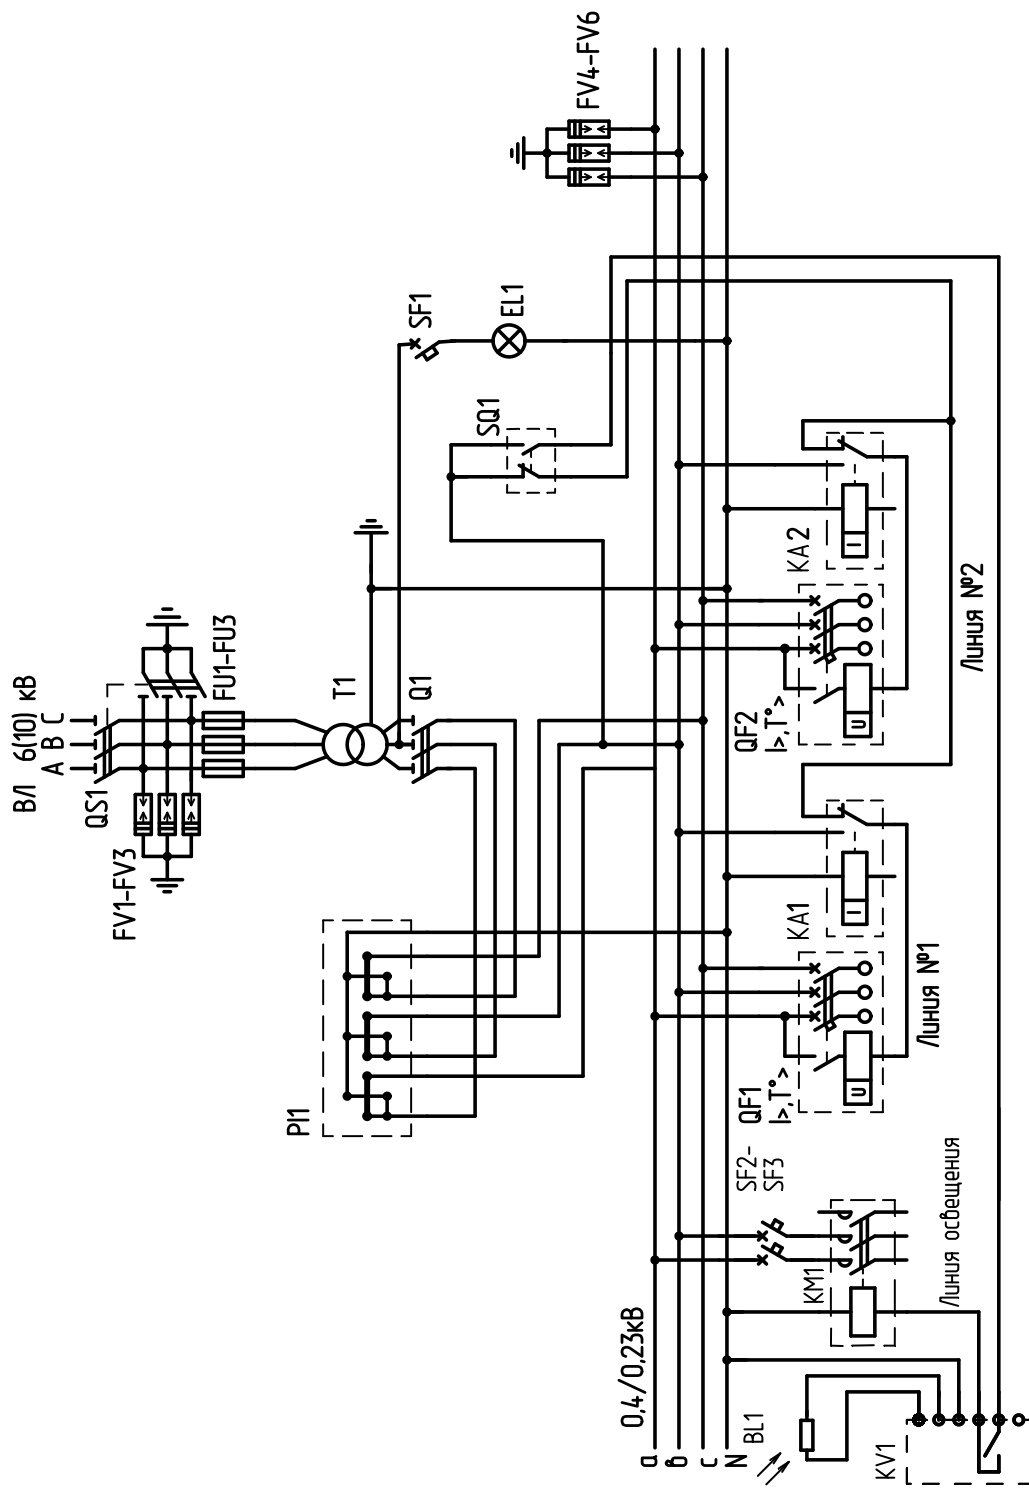 ВЛ 6(10) кВ
A B C
QS1
FV1-FV3
FU1-FU3
T1
Q1
SF1
EL1
SQ1
FV4-FV6
PI1
0,4/0,23кВ
а
в
с
N
BL1
KV1
KM1
SF2-
SF3
Линия освещения
QF1
I>,T°>
U
KA1
I
Линия №1
QF2
I>,T°>
U
KA2
I
Линия №2